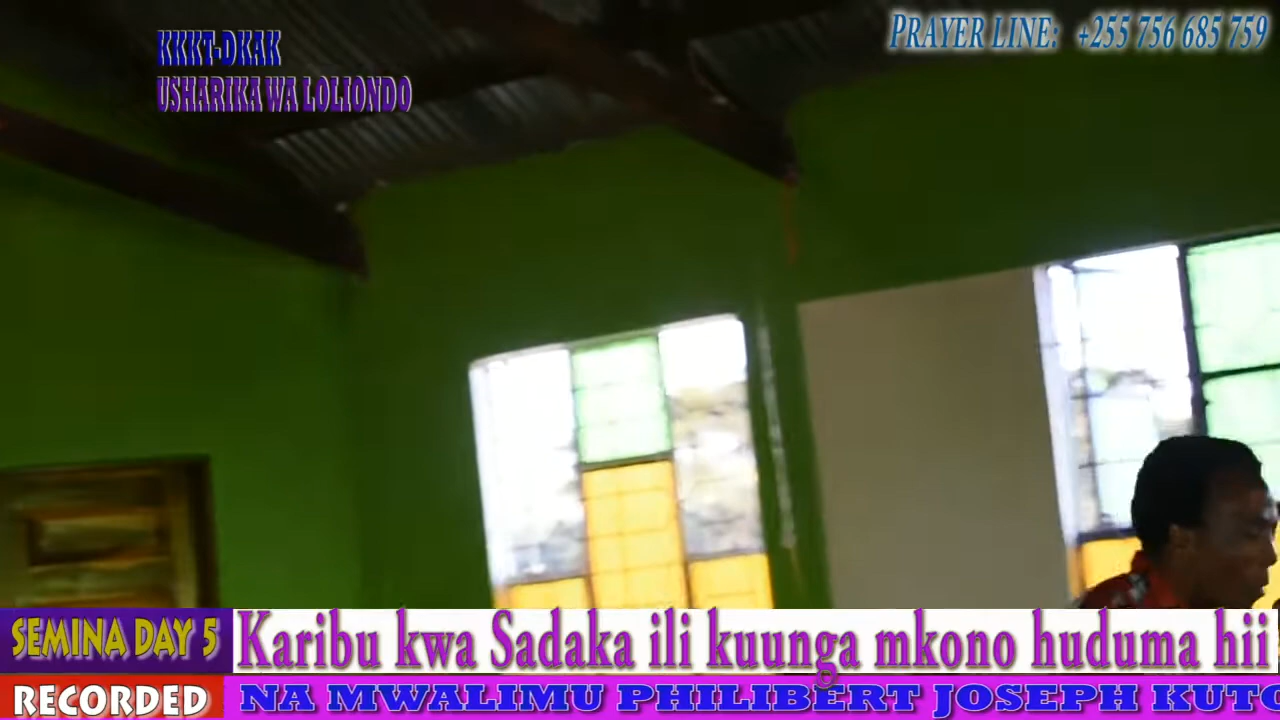 KKKT-DKAK
USHARIKA WA LOLIONDO
PRAYER LINE: +255 756 685 759
SEMINA DAY 5
Karibu kwa Sadaka ili kuunga mkono huduma hii
RECORDED
NA MWALIMU PHILIBERT JOSEPH